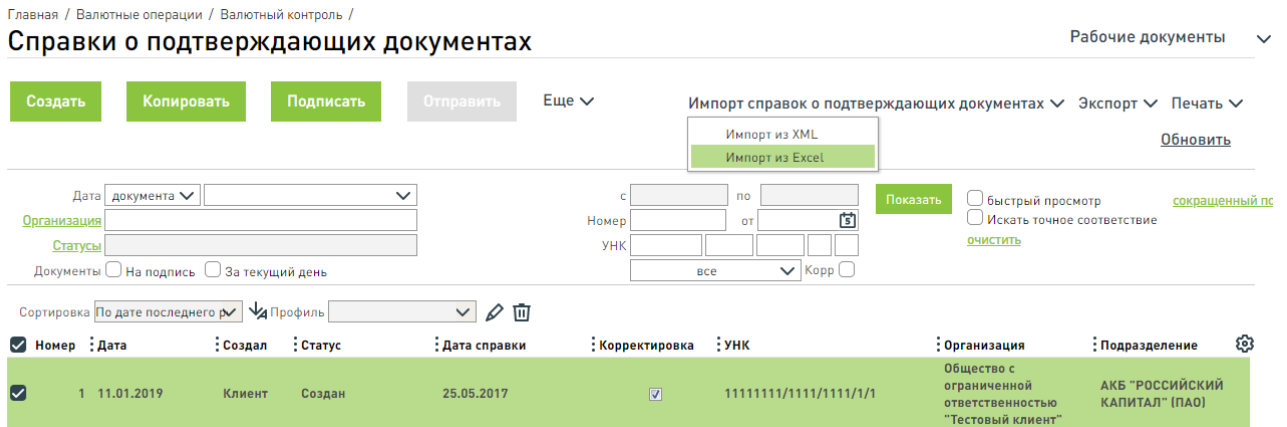 Главная / Валютные операции / Валютный контроль /
Справки о подтверждающих документах
Рабочие документы
Создать Копировать Подписать Отправить Еще
Импорт справок о подтверждающих документах Экспорт Печать
Импорт из XML
Импорт из Excel
Обновить
Дата документа с по Показать быстрый просмотр сокращенный по
Организация Номер от 5 Искать точное соответствие
Статусы УНК очистить
Документы На подпись За текущий день все Корр
Сортировка По дате последнего р Профиль
Номер Дата Создал Статус Дата справки Корректировка УНК Организация Подразделение
1 11.01.2019 Клиент Создан 25.05.2017 11111111/1111/1111/1/1
Общество с
ограниченной
ответственностью
"Тестовый клиент"
АКБ "РОССИЙСКИЙ
КАПИТАЛ" (ПАО)